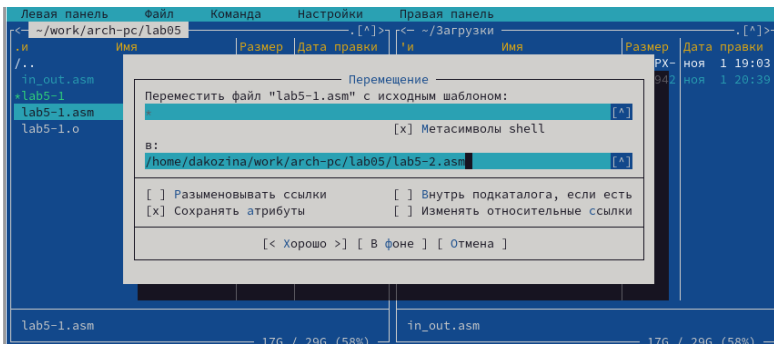 Левая панель Файл Команда Настройки Правая панель
<- ~/work/arch-pc/lab05 .[^]> <- ~/Загрузки .[^]>
.и Имя Размер Дата правки 'и Имя Размер Дата правки
/.. РХ- ноя 1 19:03
in_out.asm 942 ноя 1 20:39
*lab5-1
lab5-1.asm
lab5-1.o
Перемещение
Переместить файл "lab5-1.asm" с исходным шаблоном:
* [^]
[x] Метасимволы shell
в:
/home/dakozina/work/arch-pc/lab05/lab5-2.asm [^]
[ ] Разыменовывать ссылки [ ] Внутрь подкаталога, если есть
[x] Сохранять атрибуты [ ] Изменять относительные ссылки
[< Хорошо >] [ В фоне ] [ Отмена ]
lab5-1.asm in_out.asm
17G / 29G (58%) 17G / 29G (58%)